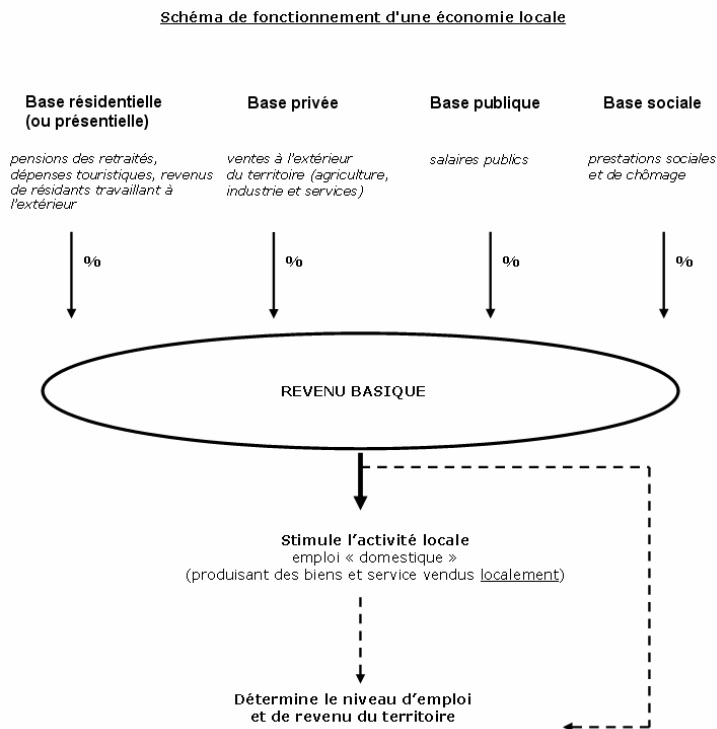 Schéma de fonctionnement d'une économie locale
Base résidentielle
(ou présentielle)
pensions des retraités,
dépenses touristiques, revenus
de résidants travaillant à
l'extérieur
Base privée
ventes à l'extérieur
du territoire (agriculture,
industrie et services)
Base publique
salaires publics
Base sociale
prestations sociales
et de chômage
%
%
%
%
REVENU BASIQUE
Stimule l'activité locale
emploi « domestique »
(produisant des biens et service vendus localement)
Détermine le niveau d'emploi
et de revenu du territoire